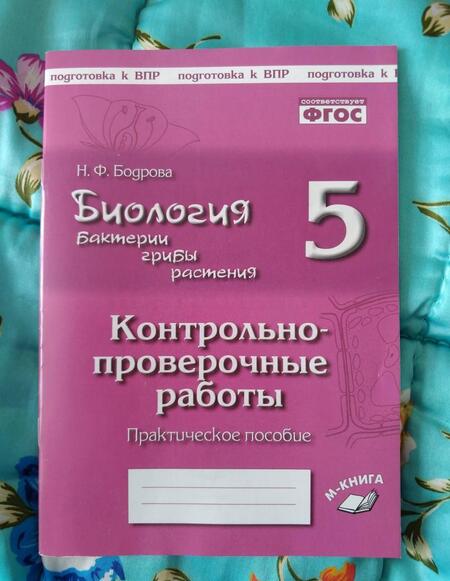 подготовка к ВПР подготовка к ВПР подготовка к
соответствует
ФГОС
Н. Ф. Бодрова
Биология
Бактерии
грибы
растения
5
Контрольно-
проверочные
работы
Практическое пособие
М-КНИГА